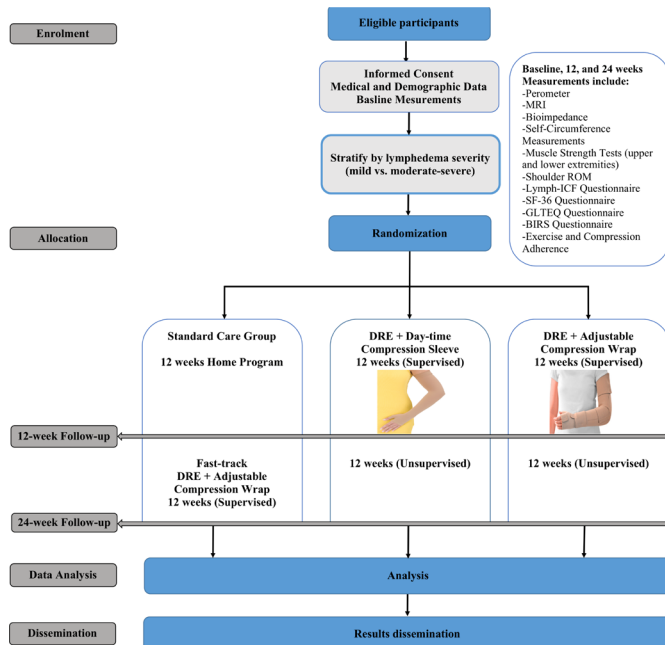 Enrolment
Eligible participants
Informed Consent
Medical and Demographic Data
Basline Mesurements
Baseline, 12, and 24 weeks
Measurements include:
-Perometer
-MRI
-Bioimpedance
-Self-Circumference
Measurements
-Muscle Strength Tests (upper
and lower extremities)
-Shoulder ROM
-Lymph-ICF Questionnaire
-SF-36 Questionnaire
-GLTEQ Questionnaire
-BIRS Questionnaire
-Exercise and Compression
Adherence
Stratify by lymphedema severity
(mild vs. moderate-severe)
Allocation
Randomization
Standard Care Group
12 weeks Home Program
DRE + Day-time
Compression Sleeve
12 weeks (Supervised)
DRE + Adjustable
Compression Wrap
12 weeks (Supervised)
12-week Follow-up
Fast-track
DRE + Adjustable
Compression Wrap
12 weeks (Supervised)
12 weeks (Unsupervised)
12 weeks (Unsupervised)
24-week Follow-up
Data Analysis
Analysis
Dissemination
Results dissemination